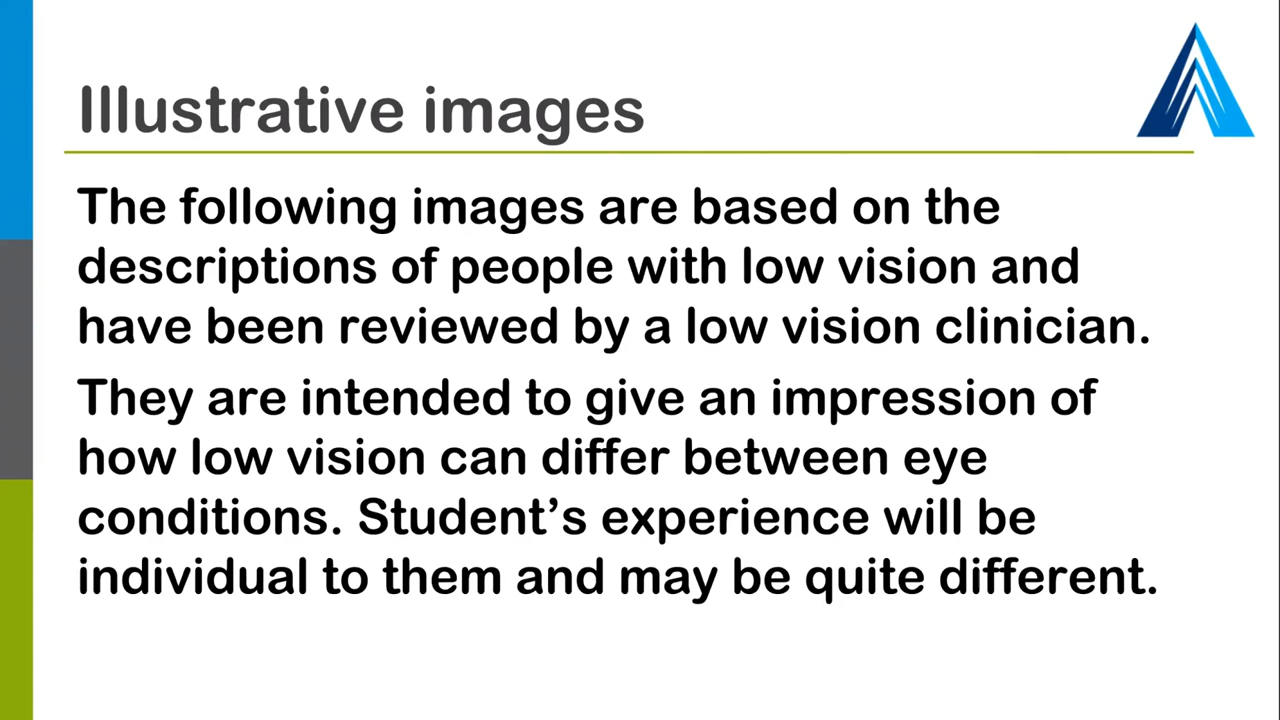 Illustrative images
The following images are based on the
descriptions of people with low vision and
have been reviewed by a low vision clinician.
They are intended to give an impression of
how low vision can differ between eye
conditions. Student’s experience will be
individual to them and may be quite different.